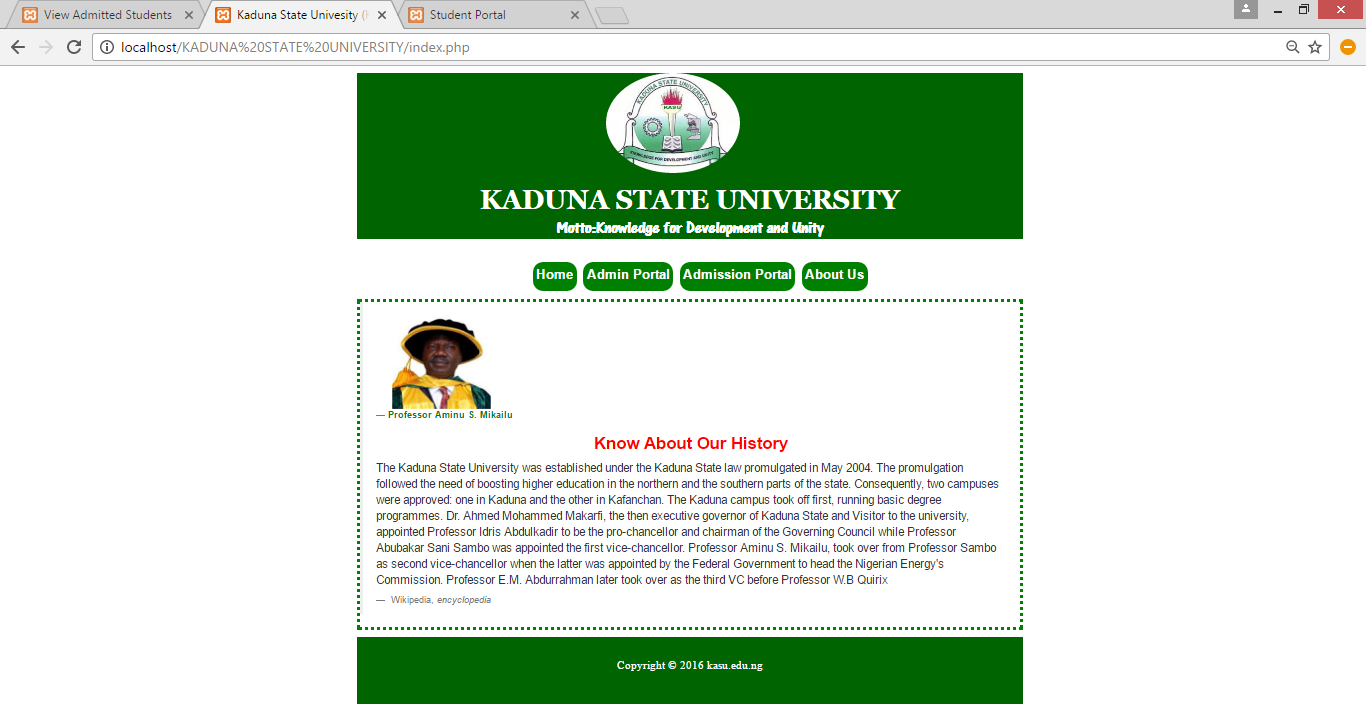 View Admitted Students
Kaduna State Univesity (
Student Portal
localhost/KADUNA%20STATE%20UNIVERSITY/index.php
KADUNA STATE UNIVERSITY
KASU
KNOWLEDGE FOR DEVELOPMENT AND UNITY
KADUNA STATE UNIVERSITY
Motto-Knowledge for Development and Unity
Home Admin Portal Admission Portal About Us
— Professor Aminu S. Mikailu
Know About Our History
The Kaduna State University was established under the Kaduna State law promulgated in May 2004. The promulgation
followed the need of boosting higher education in the northern and the southern parts of the state. Consequently, two campuses
were approved: one in Kaduna and the other in Kafanchan. The Kaduna campus took off first, running basic degree
programmes. Dr. Ahmed Mohammed Makarfi, the then executive governor of Kaduna State and Visitor to the university,
appointed Professor Idris Abdulkadir to be the pro-chancellor and chairman of the Governing Council while Professor
Abubakar Sani Sambo was appointed the first vice-chancellor. Professor Aminu S. Mikailu, took over from Professor Sambo
as second vice-chancellor when the latter was appointed by the Federal Government to head the Nigerian Energy's
Commission. Professor E.M. Abdurrahman later took over as the third VC before Professor W.B Quirix
— Wikipedia, encyclopedia
Copyright © 2016 kasu.edu.ng